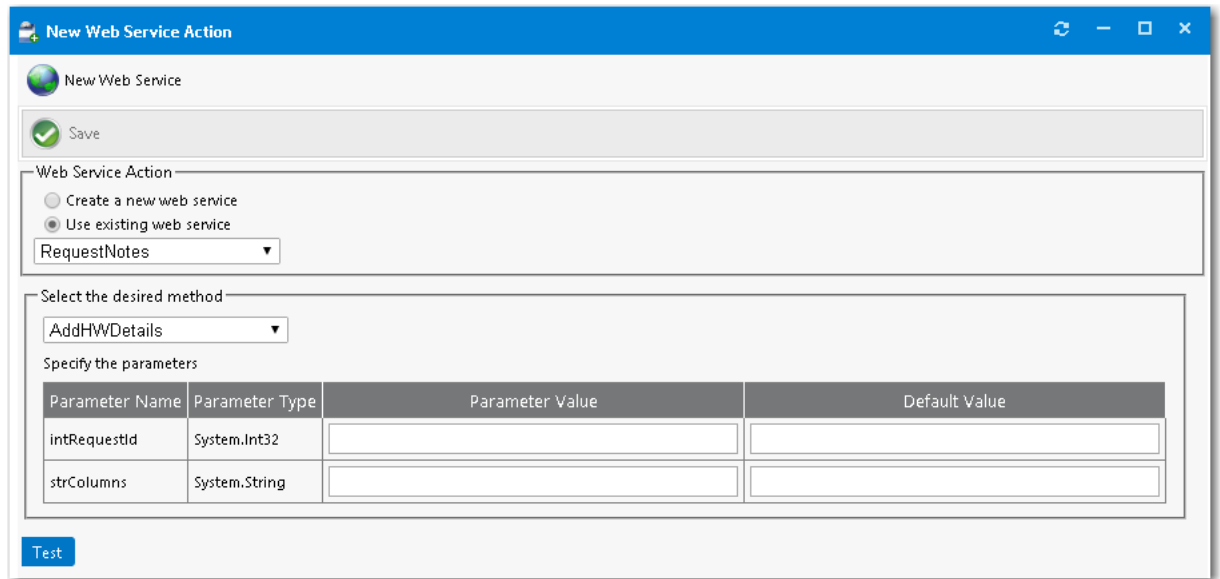 New Web Service Action
New Web Service
Save
Web Service Action
Create a new web service
Use existing web service
RequestNotes
Select the desired method
AddHWDetails
Specify the parameters
Parameter Name Parameter Type Parameter Value Default Value
intRequestId System.Int32
strColumns System.String
Test